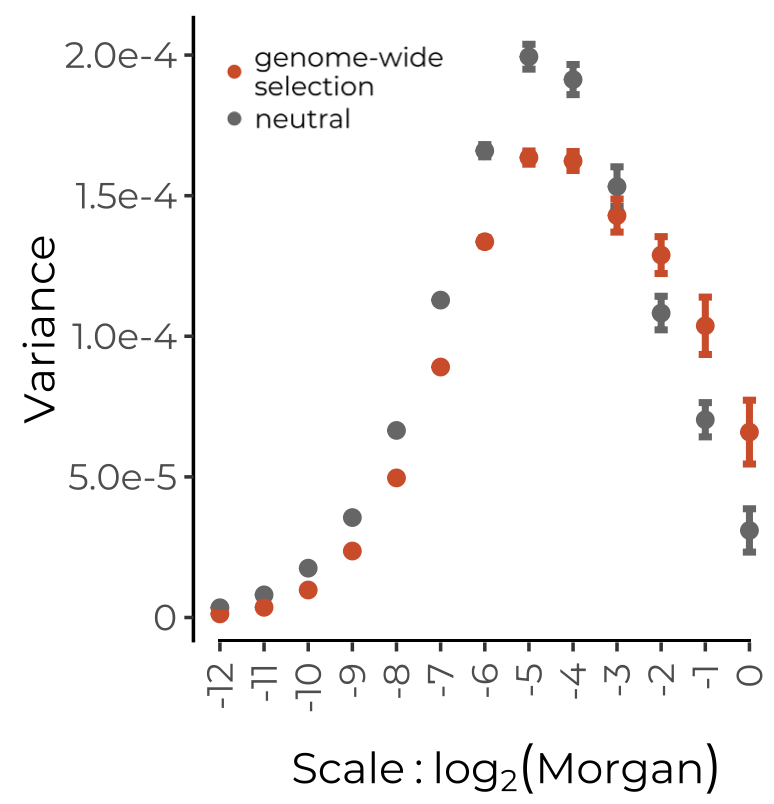 2.0e-4
1.5e-4
1.0e-4
5.0e-5
0
Variance
genome-wide
selection
neutral
-12
-11
-10
-9
-8
-7
-6
-5
-4
-3
-2
-1
0
Scale : log₂(Morgan)